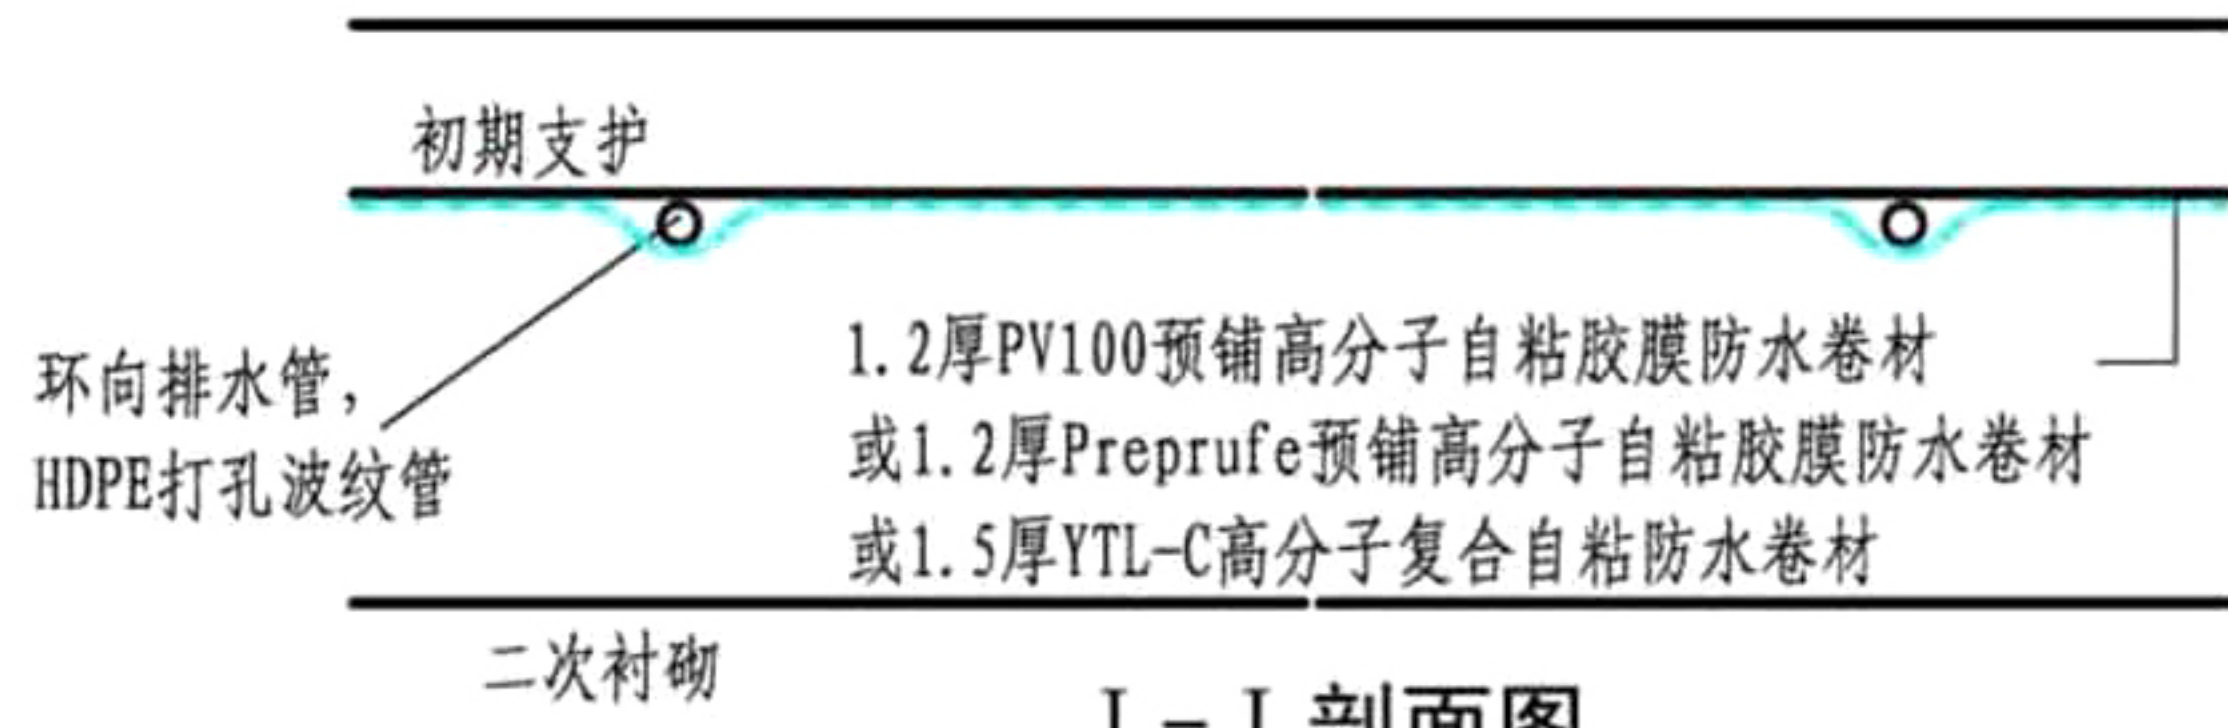 初期支护
环向排水管，
HDPE打孔波纹管
1.2厚PV100预铺高分子自粘胶膜防水卷材
或1.2厚Preprufe预铺高分子自粘胶膜防水卷材
或1.5厚YTL-C高分子复合自粘防水卷材
二次衬砌
I-I剖面图